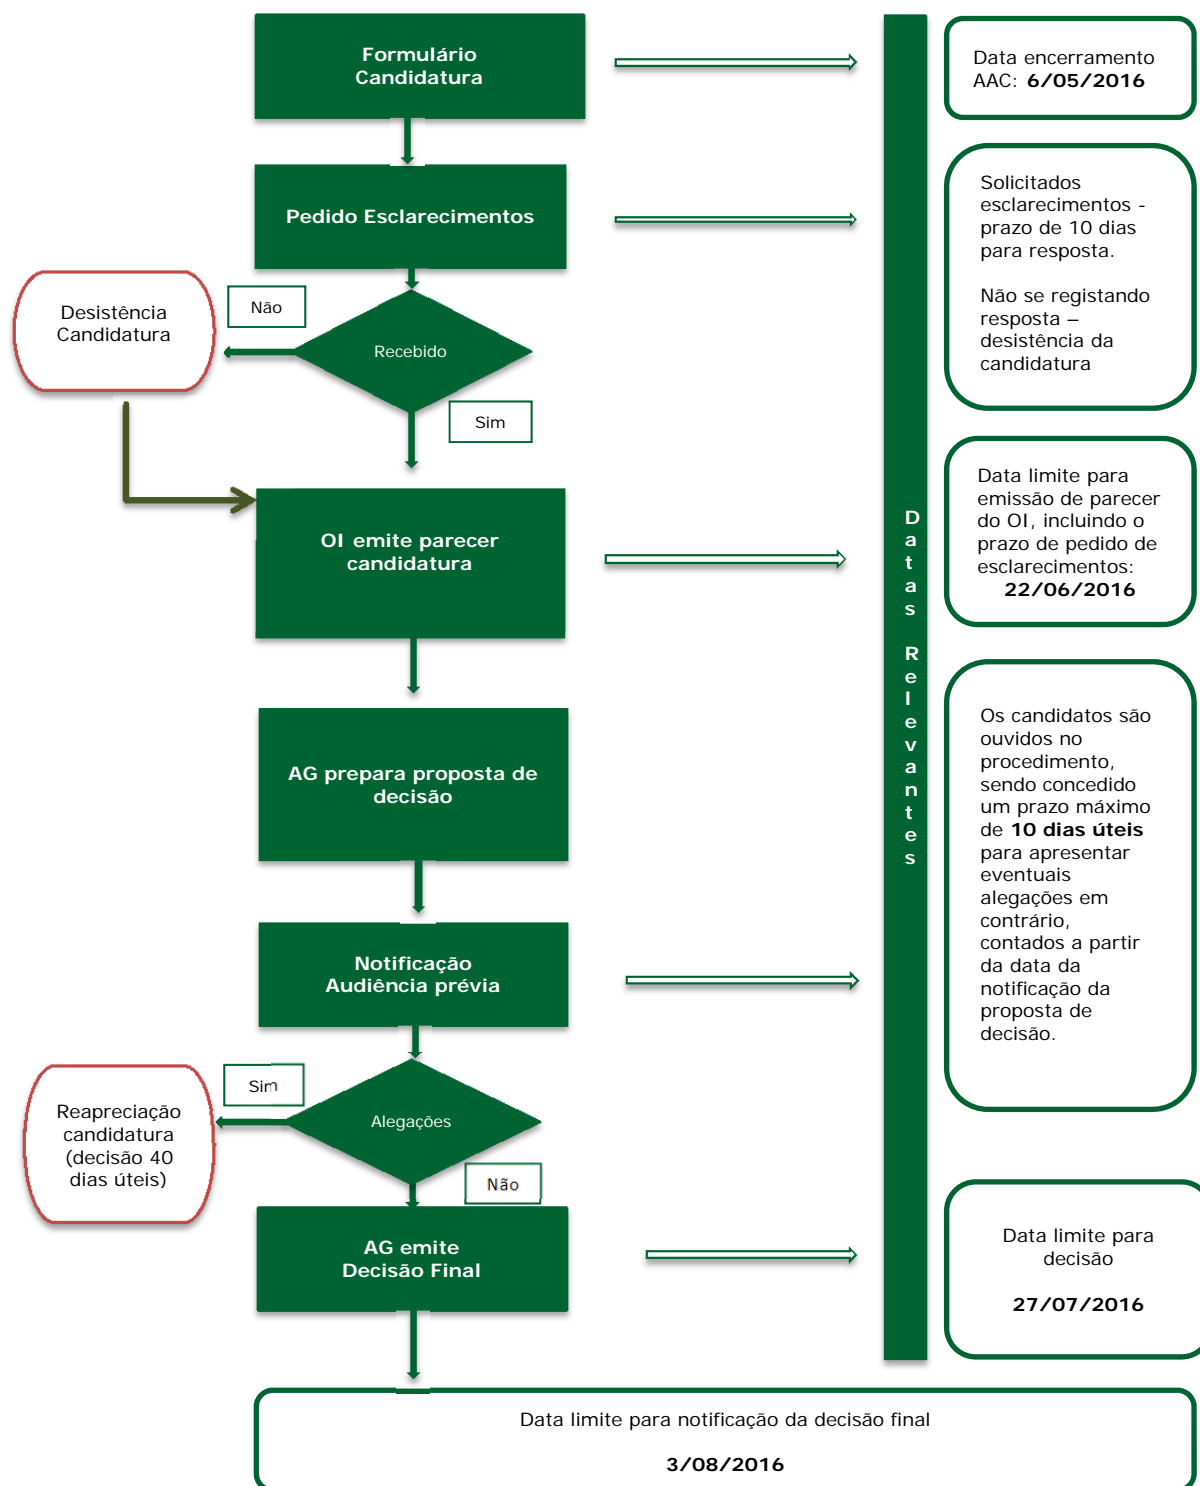 Formulário
Candidatura
Data encerramento
AAC: 6/05/2016
Pedido Esclarecimentos
Solicitados
esclarecimentos -
prazo de 10 dias
para resposta.
Não se registando
resposta –
desistência da
candidatura
Desistência
Candidatura
Não
Recebido
Sim
OI emite parecer
candidatura
Data limite para
emissão de parecer
do OI, incluindo o
prazo de pedido de
esclarecimentos:
22/06/2016
Datas Relevantes
AG prepara proposta de
decisão
Os candidatos são
ouvidos no
procedimento,
sendo concedido
um prazo máximo
de 10 dias úteis
para apresentar
eventuais
alegações em
contrário,
contados a partir
da data da
notificação da
proposta de
decisão.
Notificação
Audiência prévia
Sim
Alegações
Reapreciação
candidatura
(decisão 40
dias úteis)
Não
AG emite
Decisão Final
Data limite para
decisão
27/07/2016
Data limite para notificação da decisão final
3/08/2016